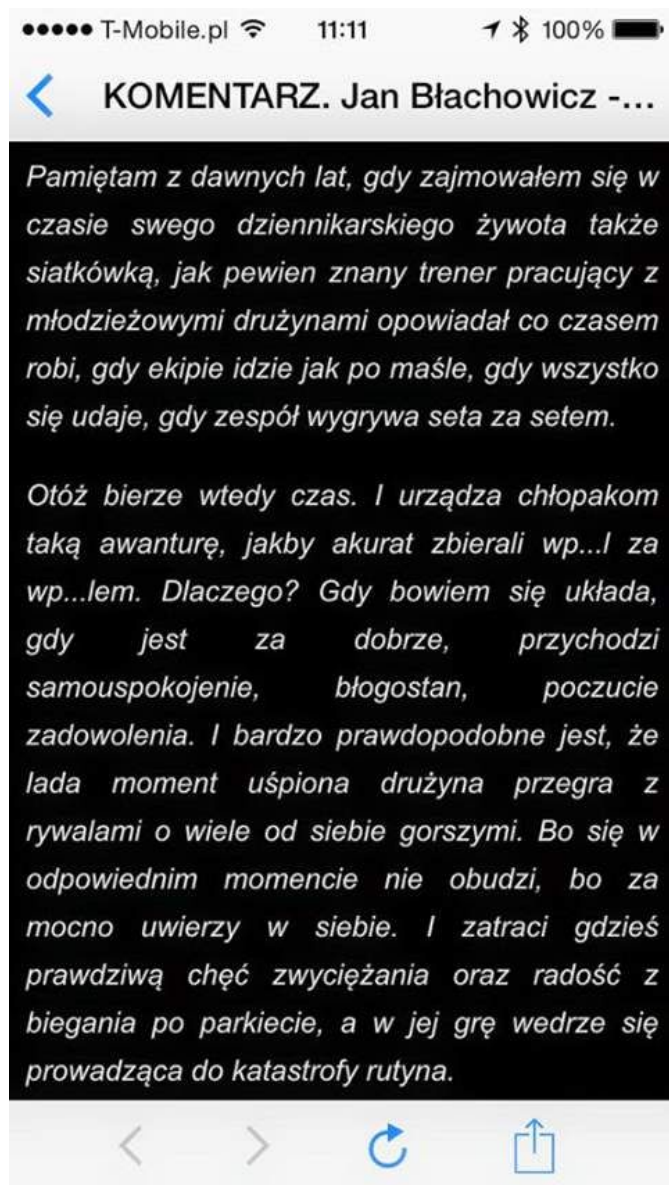 T-Mobile.pl 11:11 100%
KOMENTARZ. Jan Błachowicz -...
Pamiętam z dawnych lat, gdy zajmowałem się w
czasie swego dziennikarskiego żywota także
siatkówką, jak pewien znany trener pracujący z
młodzieżowymi drużynami opowiadał co czasem
robi, gdy ekipie idzie jak po maśle, gdy wszystko
się udaje, gdy zespół wygrywa seta za setem.
Otóż bierze wtedy czas. I urządza chłopakom
taką awanturę, jakby akurat zbierali wp...l za
wp...lem. Dlaczego? Gdy bowiem się układa,
gdy jest za dobrze, przychodzi
samouspokojenie, błogostan, poczucie
zadowolenia. I bardzo prawdopodobne jest, że
lada moment uśpiona drużyna przegra z
rywalami o wiele od siebie gorszymi. Bo się w
odpowiednim momencie nie obudzi, bo za
mocno uwierzy w siebie. I zatraci gdzieś
prawdziwą chęć zwyciężania oraz radość z
biegania po parkiecie, a w jej grę wedrze się
prowadząca do katastrofy rutyna.